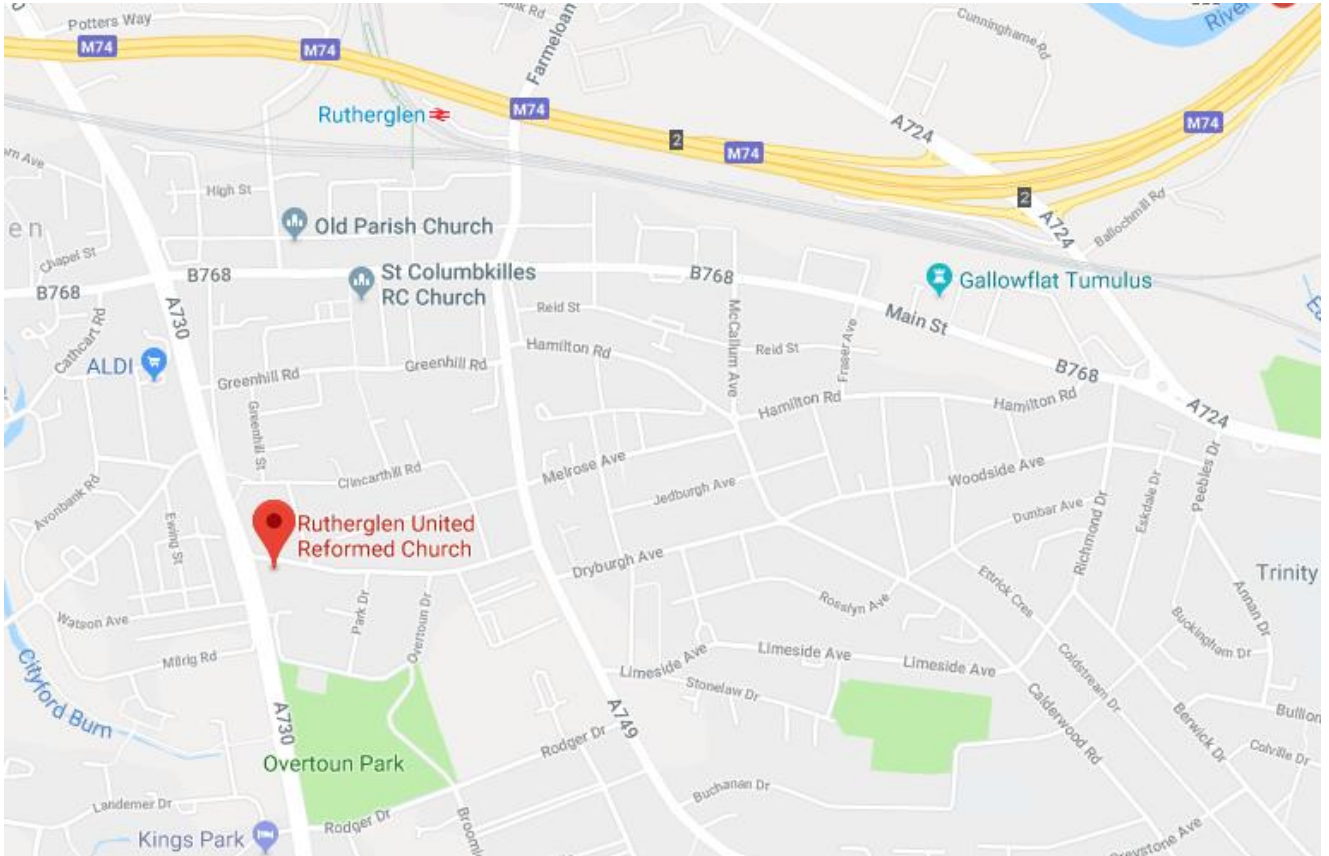 Potters Way
M74
Farmeloan
Cunninghame Rd
River
M74
Rutherglen
2
M74
A724
M74
High St
Old Parish Church
2
A724
Ballochmill Rd
en
Chapel St
B768
B768
St Columbkilles
RC Church
B768
Gallowflat Tumulus
A730
Cathcart Rd
Reid St
McCallum Ave
Main St
ALDI
Greenhill Rd
Greenhill Rd
Hamilton Rd
Reid St
Fraser Ave
B768
Greenhill St
Hamilton Rd
Hamilton Rd
A724
Crincarthill Rd
Melrose Ave
Woodside Ave
Peebles Dr
Avonbank Rd
Jedburgh Ave
Eskdale Dr
Ewing St
Rutherglen United
Reformed Church
Dunbar Ave
Richmond Dr
Dryburgh Ave
Trinity
Ettrick Cres
Watson Ave
Park Dr
Overtoun Dr
Rosslyn Ave
Annan Dr
Buckingham Dr
Milrig Rd
Limeside Ave
Limeside Ave
Limeside Ave
Cityford Burn
Stonelaw Dr
Coldstream Dr
A730
A749
Calderwood Rd
Berwick Dr
Bullion
Rodger Dr
Colville Dr
Overtoun Park
Buchanan Dr
Landemer Dr
Rodger Dr
Kings Park
Greystone Ave